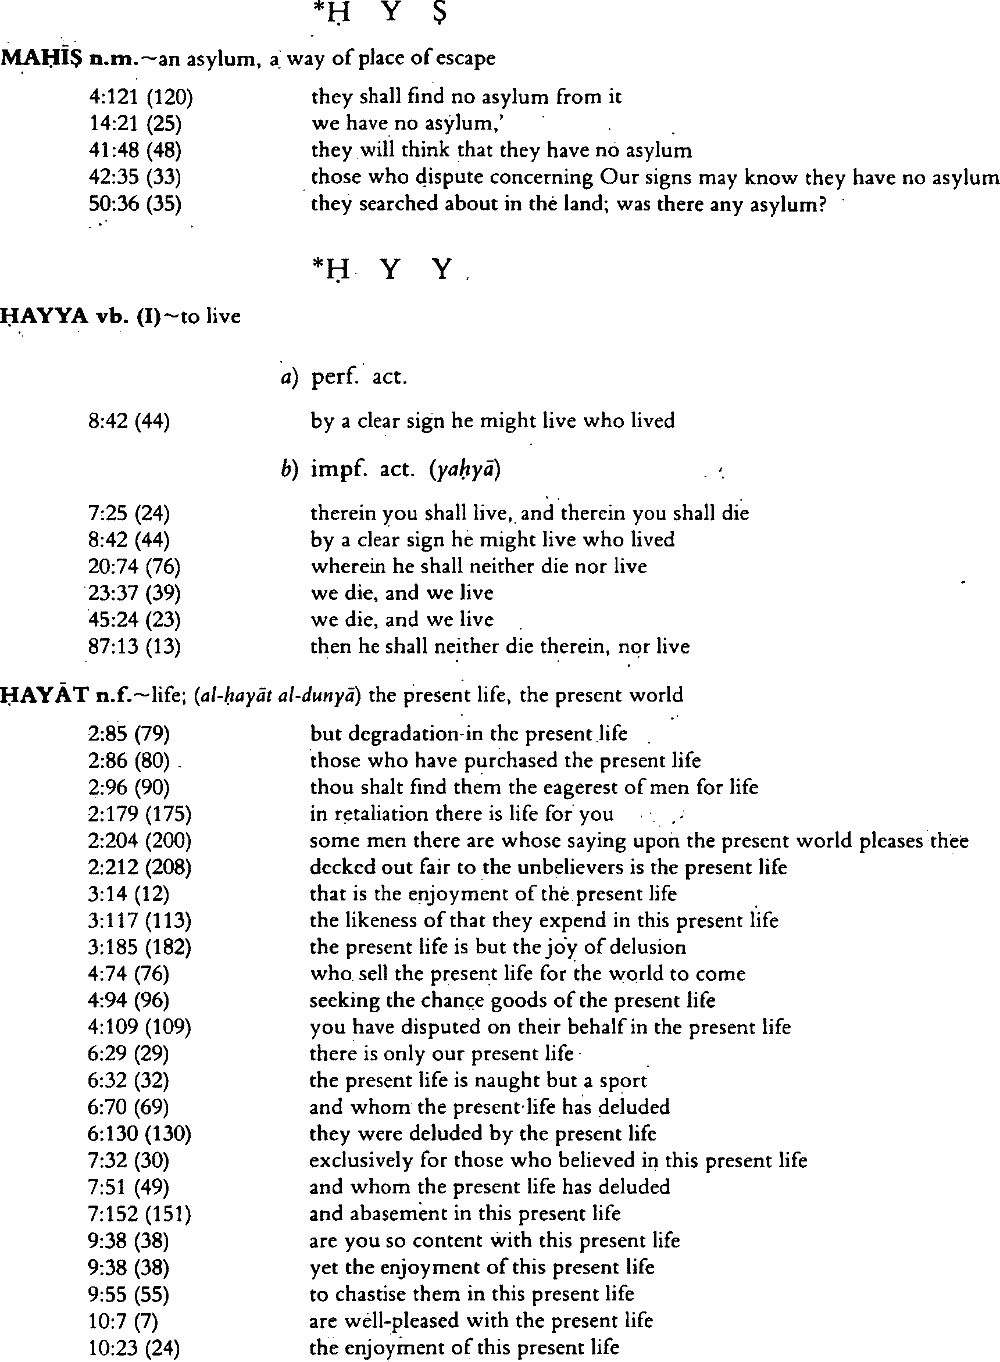 *Ḥ Y Ṣ
MAḤĪṢ n.m.~an asylum, a way of place of escape
4:121 (120) they shall find no asylum from it
14:21 (25) we have no asylum,'
41:48 (48) they will think that they have no asylum
42:35 (33) those who dispute concerning Our signs may know they have no asylum
50:36 (35) they searched about in the land; was there any asylum?
*Ḥ Y Y
ḤAYYA vb. (I)~to live
a) perf. act.
8:42 (44) by a clear sign he might live who lived
b) impf. act. (yaḥyā)
7:25 (24) therein you shall live, and therein you shall die
8:42 (44) by a clear sign he might live who lived
20:74 (76) wherein he shall neither die nor live
23:37 (39) we die, and we live
45:24 (23) we die, and we live
87:13 (13) then he shall neither die therein, nor live
ḤAYĀT n.f.~life; (al-ḥayāt al-dunyā) the present life, the present world
2:85 (79) but degradation in the present life
2:86 (80) those who have purchased the present life
2:96 (90) thou shalt find them the eagerest of men for life
2:179 (175) in retaliation there is life for you
2:204 (200) some men there are whose saying upon the present world pleases thee
2:212 (208) decked out fair to the unbelievers is the present life
3:14 (12) that is the enjoyment of the present life
3:117 (113) the likeness of that they expend in this present life
3:185 (182) the present life is but the joy of delusion
4:74 (76) who sell the present life for the world to come
4:94 (96) seeking the chance goods of the present life
4:109 (109) you have disputed on their behalf in the present life
6:29 (29) there is only our present life
6:32 (32) the present life is naught but a sport
6:70 (69) and whom the present life has deluded
6:130 (130) they were deluded by the present life
7:32 (30) exclusively for those who believed in this present life
7:51 (49) and whom the present life has deluded
7:152 (151) and abasement in this present life
9:38 (38) are you so content with this present life
9:38 (38) yet the enjoyment of this present life
9:55 (55) to chastise them in this present life
10:7 (7) are well-pleased with the present life
10:23 (24) the enjoyment of this present life